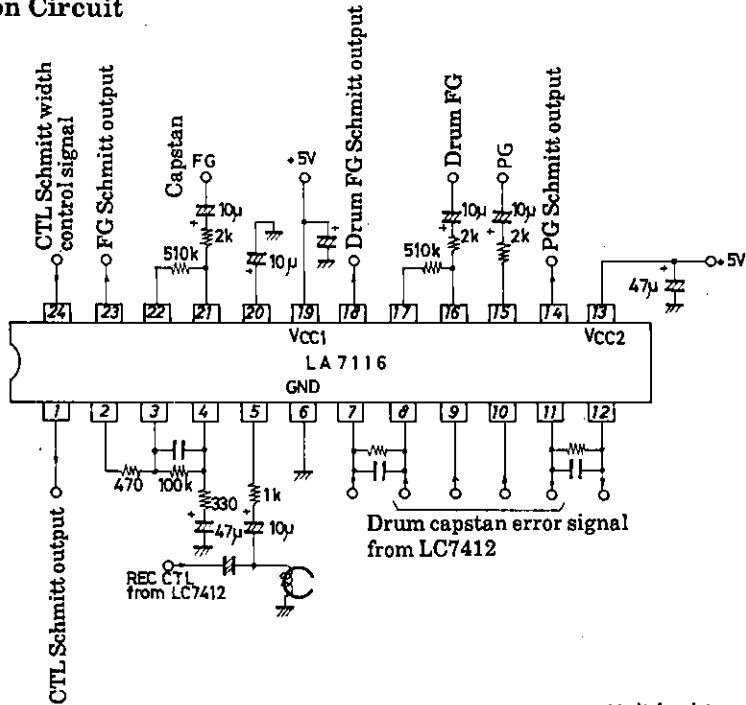 on Circuit
CTL Schmitt width
control signal
FG Schmitt output
Capstan
FG
+5V
Drum FG Schmitt output
Drum FG
PG
PG Schmitt output
+5V
+
10μ
2k
510k
+
10μ
+
+
10μ
2k
510k
10μ
+
2k
+
47μ
24
23
22
21
20
19
18
17
16
15
14
13
VCC1
VCC2
LA7116
GND
1
2
3
4
5
6
7
8
9
10
11
12
470
100k
330
1k
+
47μ
+
10μ
REC CTL
from LC7412
Drum capstan error signal
from LC7412
CTL Schmitt output